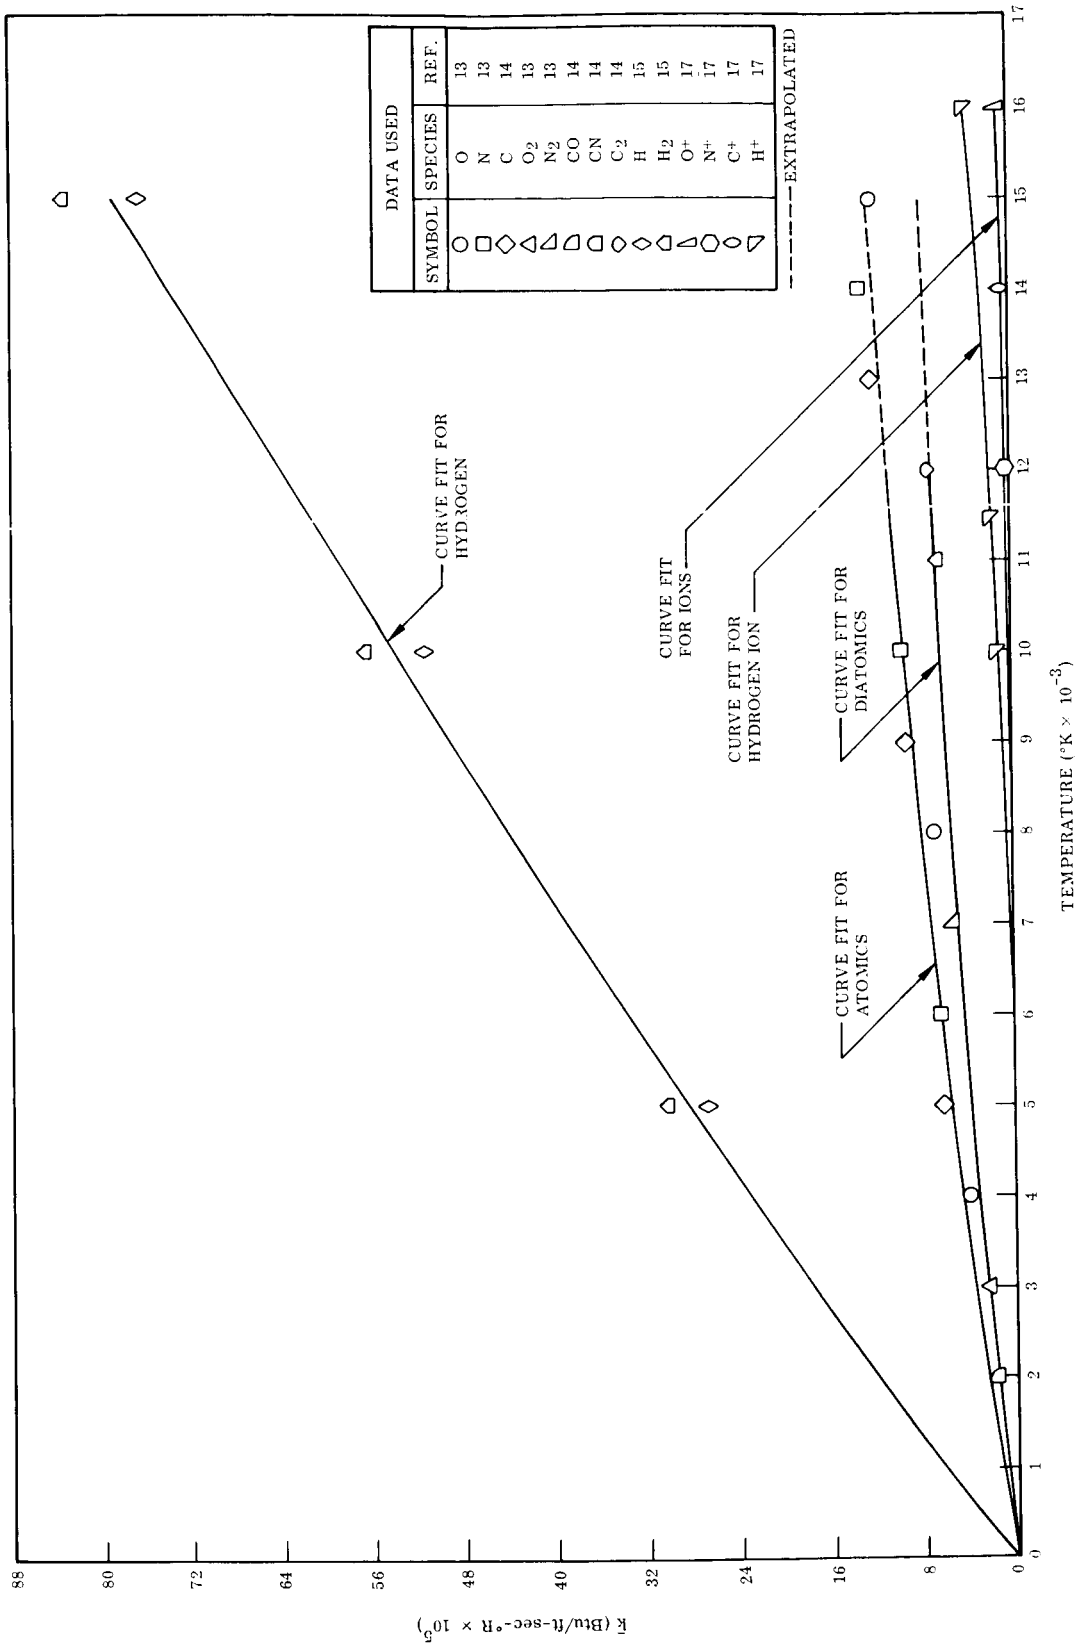 k̄ (Btu/ft-sec-°R × 10⁵)
88
80
72
64
56
48
40
32
24
16
8
0
0
1
2
3
4
5
6
7
8
9
10
11
12
13
14
15
16
17
TEMPERATURE (°K × 10⁻³)
CURVE FIT FOR
HYDROGEN
CURVE FIT
FOR IONS
CURVE FIT FOR
HYDROGEN ION
CURVE FIT FOR
DIATOMICS
CURVE FIT FOR
ATOMICS
DATA USED
SYMBOL SPECIES REF.
O 13
N 13
C 14
O₂ 13
N₂ 13
CO 14
CN 14
C₂ 14
H 15
H₂ 15
O⁺ 17
N⁺ 17
C⁺ 17
H⁺ 17
EXTRAPOLATED